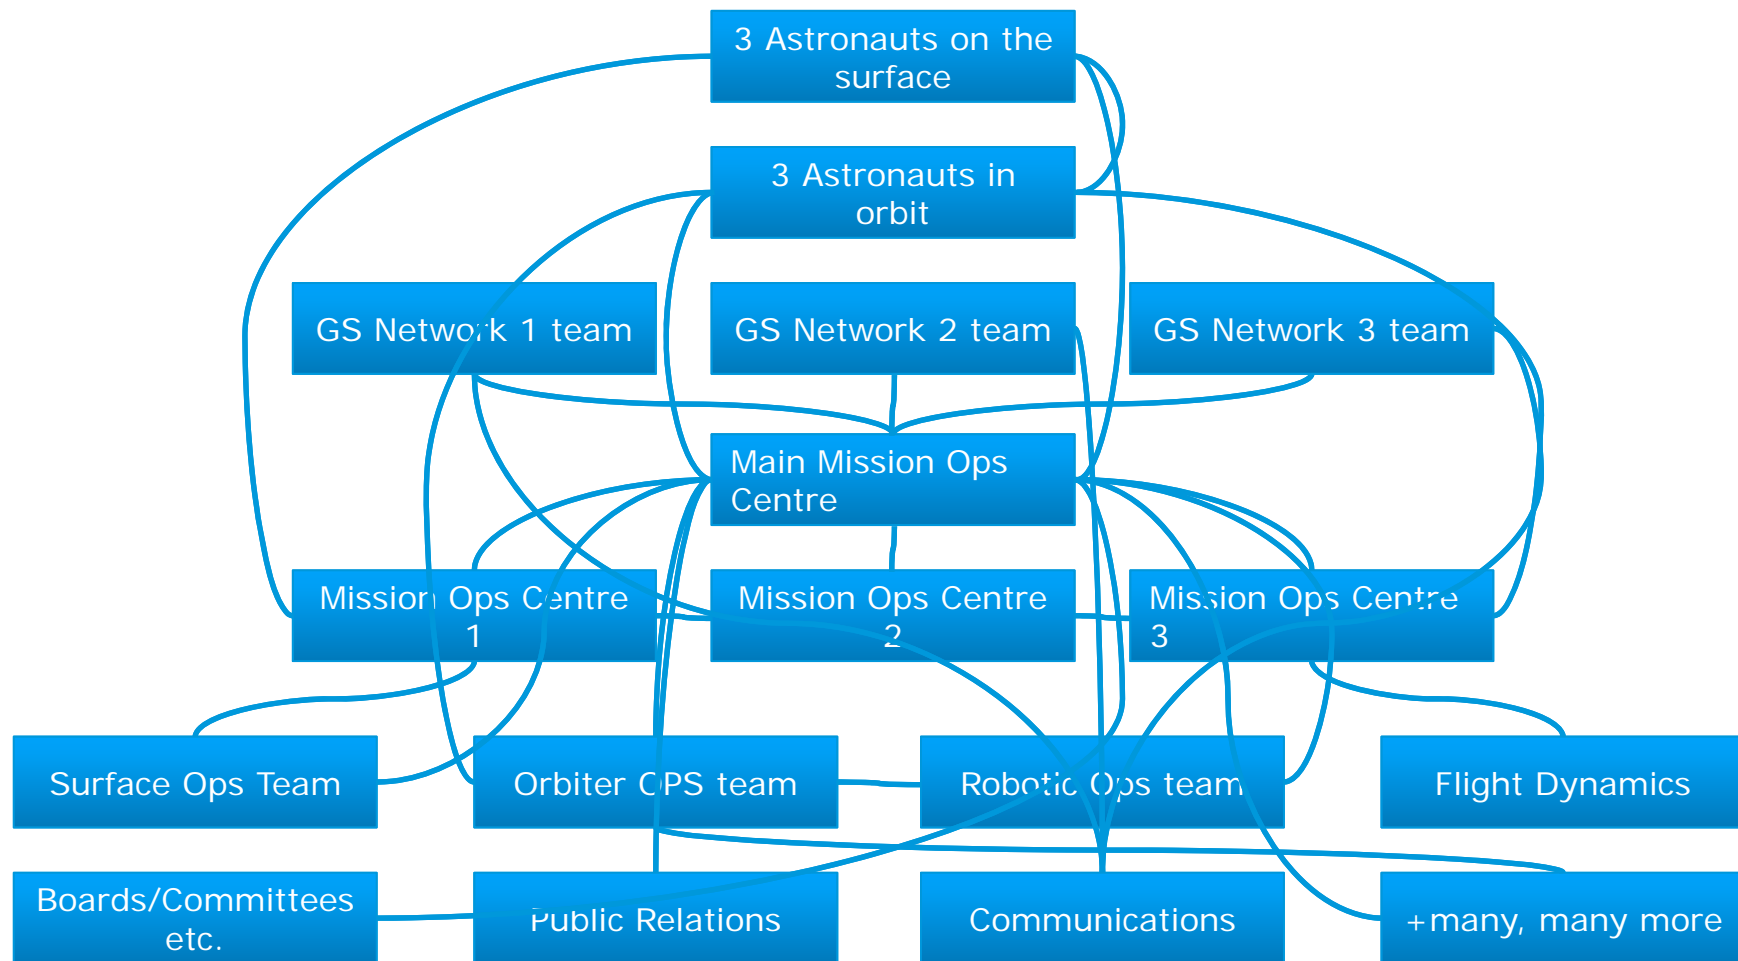 3 Astronauts on the
surface
3 Astronauts in
orbit
GS Network 1 team
GS Network 2 team
GS Network 3 team
Main Mission Ops
Centre
Mission Ops Centre
1
Mission Ops Centre
2
Mission Ops Centre
3
Surface Ops Team
Orbiter OPS team
Robotic Ops team
Flight Dynamics
Boards/Committees
etc.
Public Relations
Communications
+many, many more